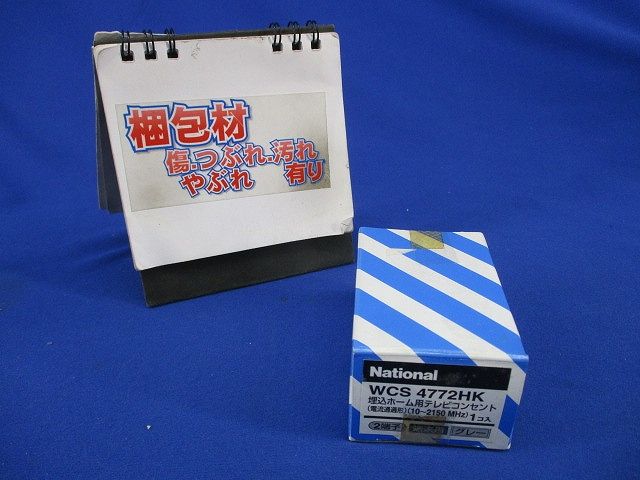 梱包材
傷.つぶれ.汚れ
やぶれ 有り
National
WCS 4772HK
埋込ホーム用テレビコンセント
(電流通過形)(10~2150MHz) 1コ入
②端子 グレー